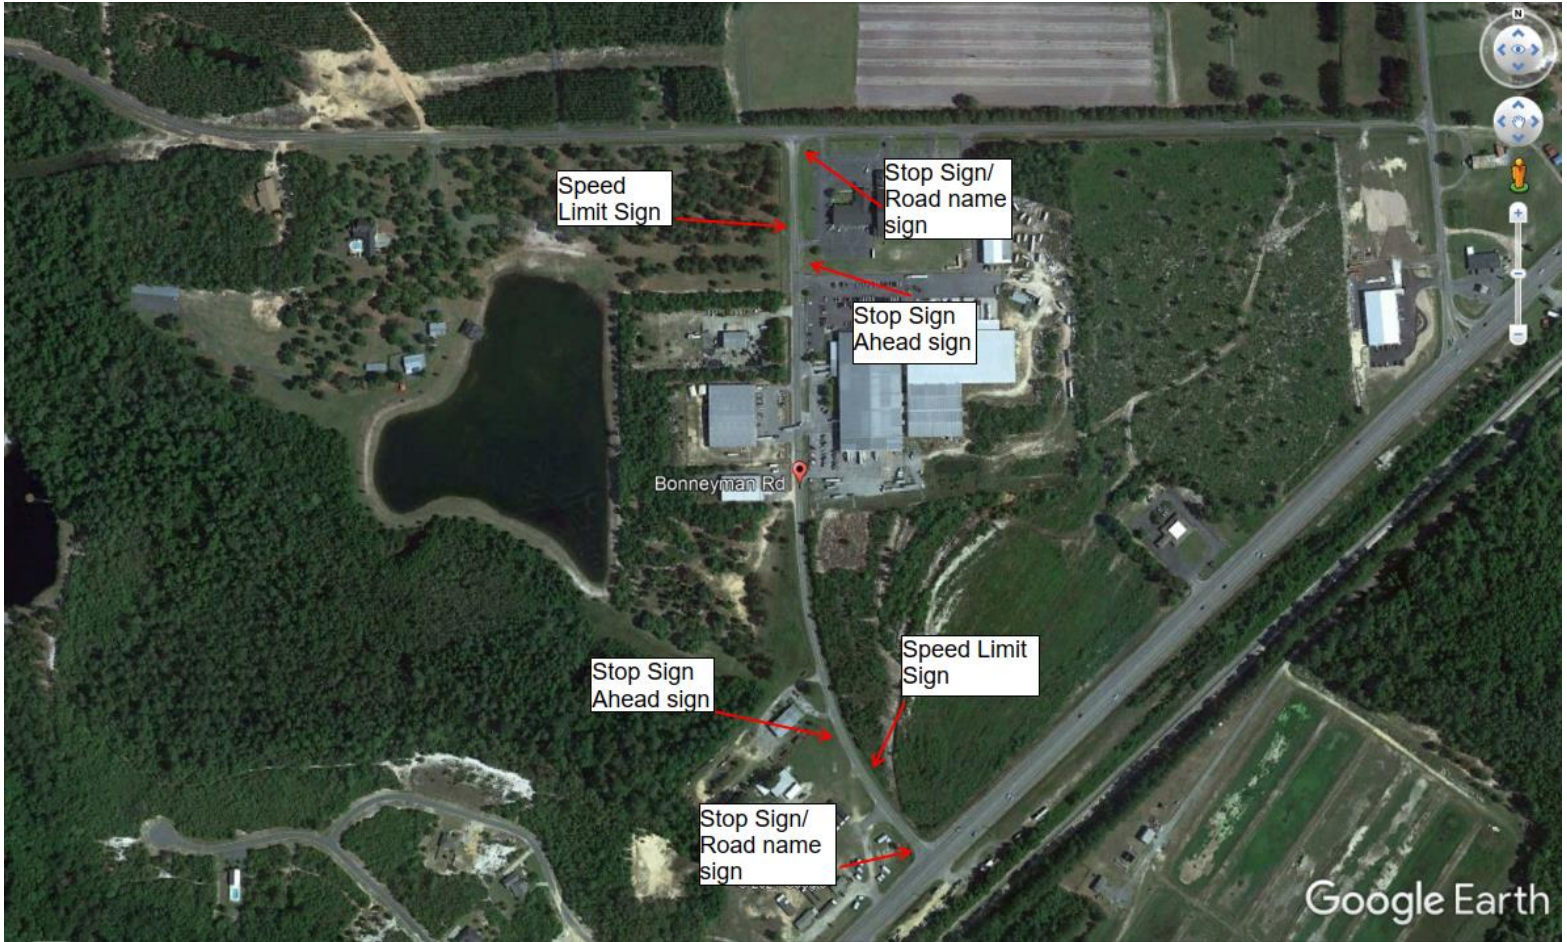 N
Speed
Limit Sign
Stop Sign/
Road name
sign
Stop Sign
Ahead sign
Bonneyman Rd
Stop Sign
Ahead sign
Speed Limit
Sign
Stop Sign/
Road name
sign
Google Earth